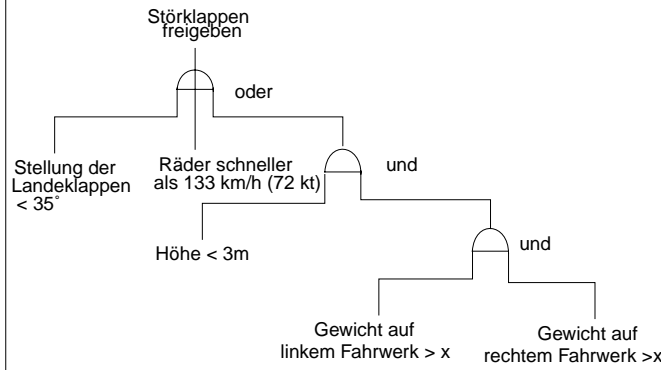 Störklappen
freigeben
oder
Stellung der
Landeklappen
< 35°
Räder schneller
als 133 km/h (72 kt)
und
Höhe < 3m
und
Gewicht auf
linkem Fahrwerk > x
Gewicht auf
rechtem Fahrwerk >x